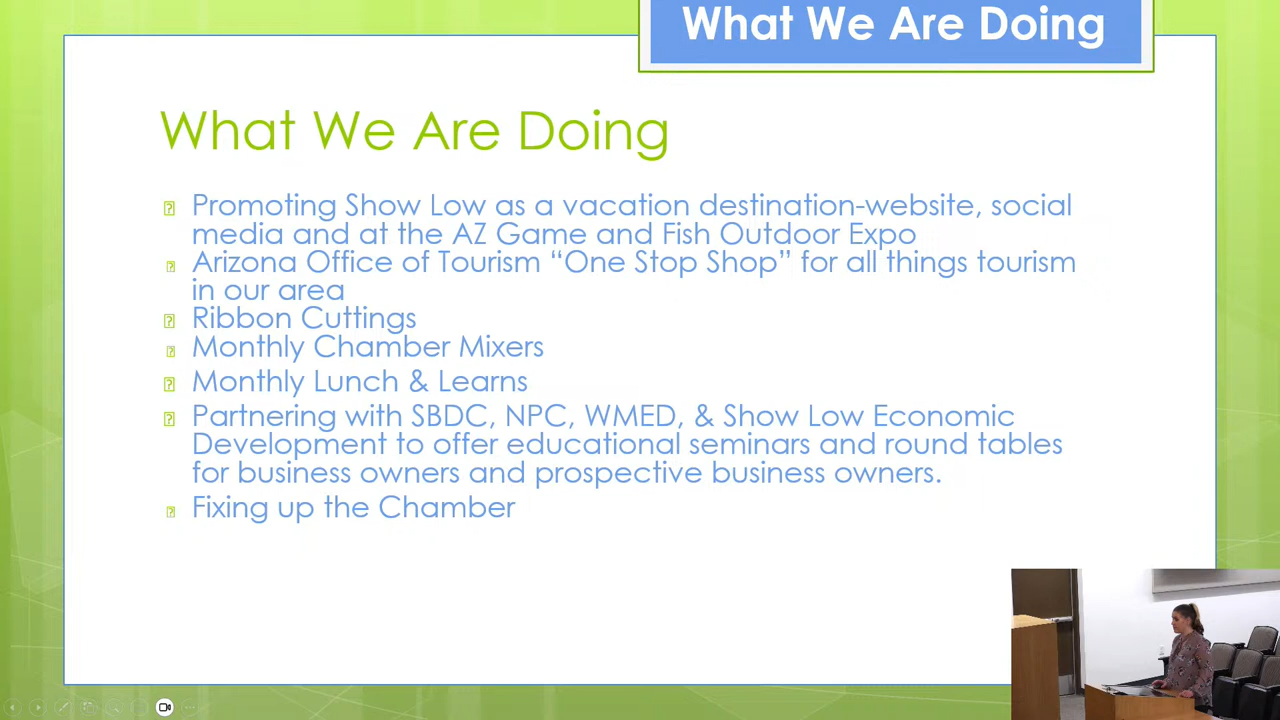 What We Are Doing
What We Are Doing
Promoting Show Low as a vacation destination-website, social
media and at the AZ Game and Fish Outdoor Expo
Arizona Office of Tourism “One Stop Shop” for all things tourism
in our area
Ribbon Cuttings
Monthly Chamber Mixers
Monthly Lunch & Learns
Partnering with SBDC, NPC, WMED, & Show Low Economic
Development to offer educational seminars and round tables
for business owners and prospective business owners.
Fixing up the Chamber